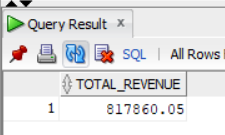 Query Result x
SQL | All Rows
TOTAL_REVENUE
1 817860.05